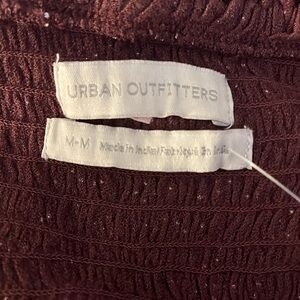 URBAN OUTFITTERS
M-M Made in India/Fabriqué En Inde